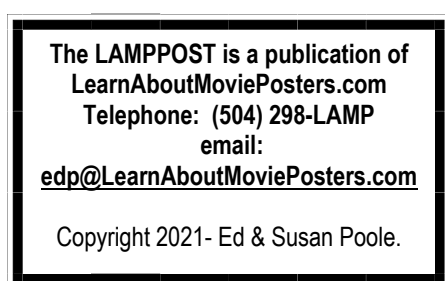 The LAMPPOST is a publication of
LearnAboutMoviePosters.com
Telephone:  (504) 298-LAMP
email:
edp@LearnAboutMoviePosters.com
Copyright 2021- Ed & Susan Poole.